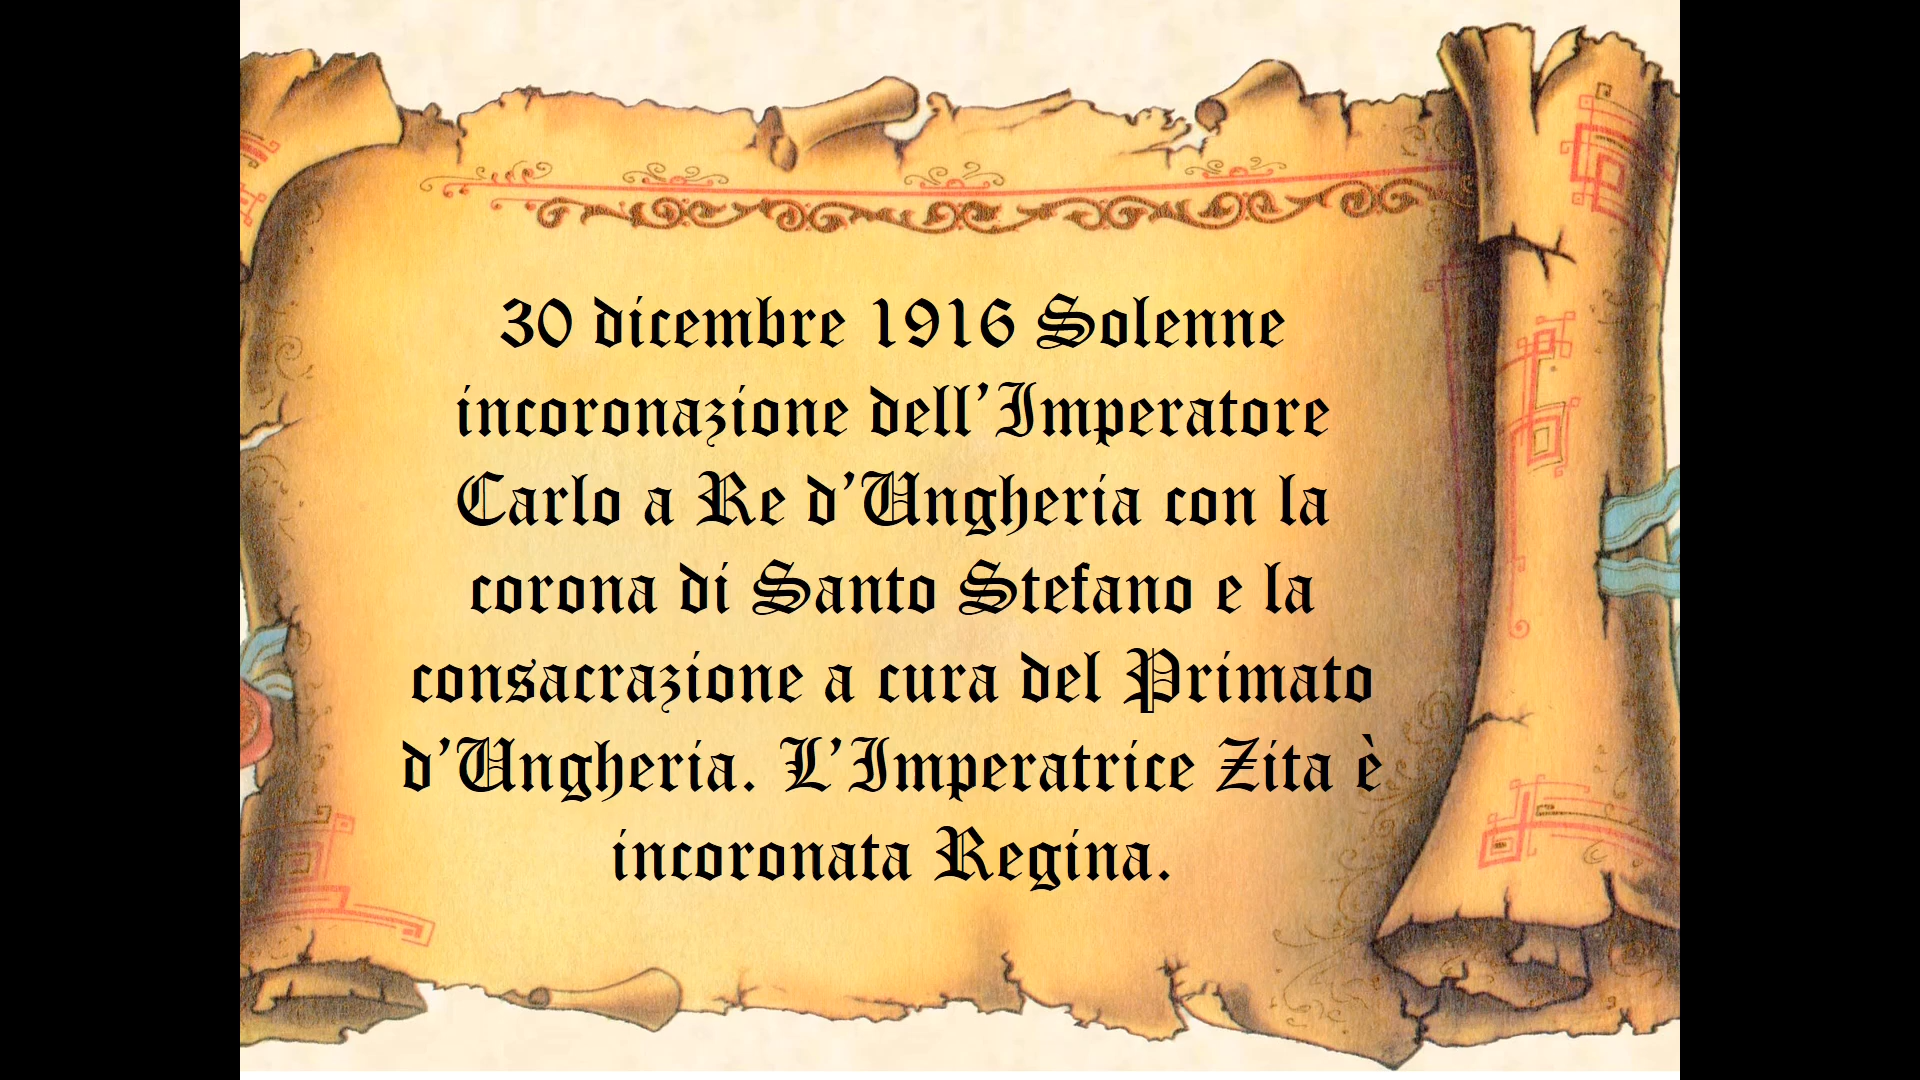 30 dicembre 1916 Solenne
incoronazione dell’Imperatore
Carlo a Re d’Ungheria con la
corona di Santo Stefano e la
consacrazione a cura del Primato
d’Ungheria. L’Imperatrice Zita è
incoronata Regina.